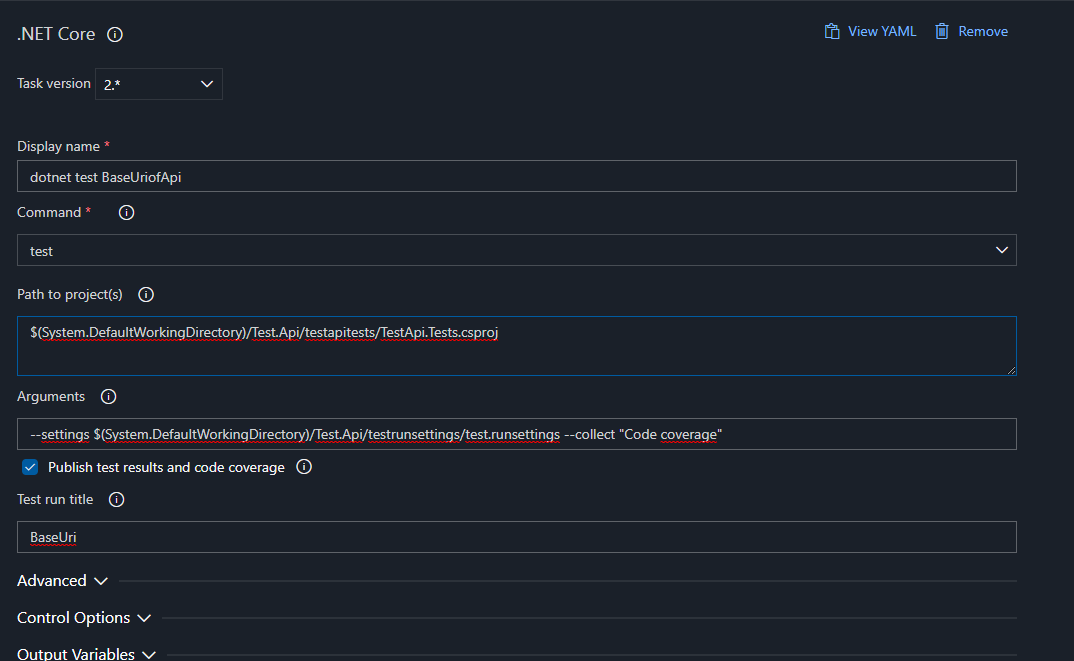 .NET Core
View YAML
Remove
Task version
2.*
Display name *
dotnet test BaseUriofApi
Command *
test
Path to project(s)
$(System.DefaultWorkingDirectory)/Test.Api/testapitests/TestApi.Tests.csproj
Arguments
--settings $(System.DefaultWorkingDirectory)/Test.Api/testrunsettings/test.runsettings --collect "Code coverage"
Publish test results and code coverage
Test run title
BaseUri
Advanced
Control Options
Output Variables